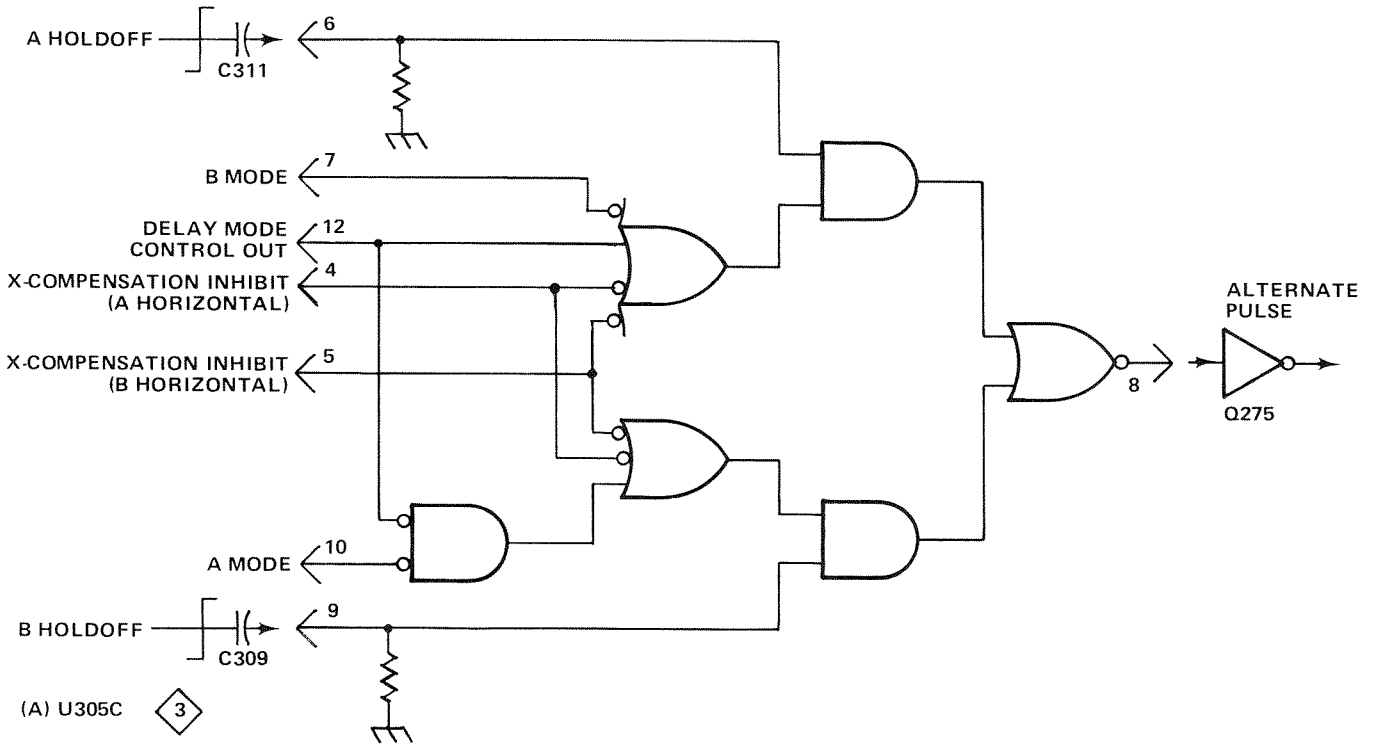 A HOLDOFF
C311
6
B MODE
7
DELAY MODE
CONTROL OUT
12
X-COMPENSATION INHIBIT
(A HORIZONTAL)
4
X-COMPENSATION INHIBIT
(B HORIZONTAL)
5
ALTERNATE
PULSE
8
Q275
A MODE
10
B HOLDOFF
C309
9
(A) U305C
3